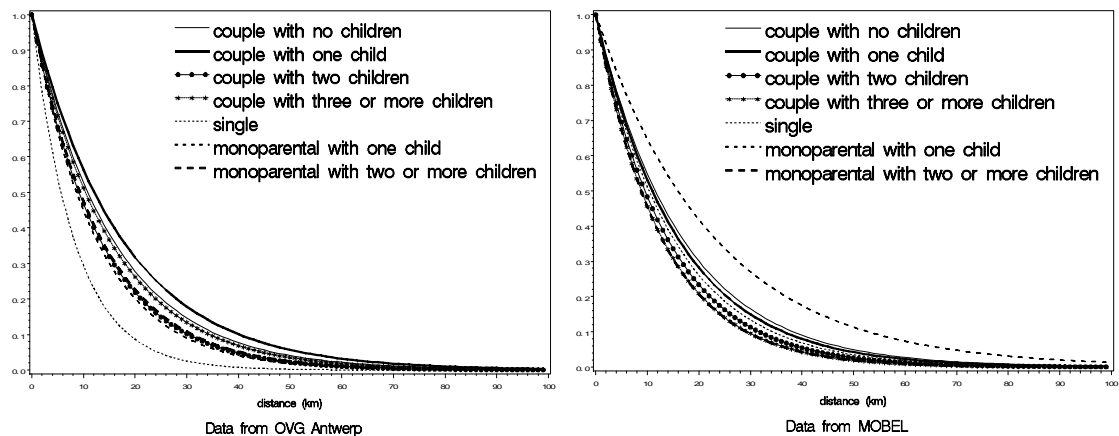 1.0
0.9
0.8
0.7
0.6
0.5
0.4
0.3
0.2
0.1
0.0
couple with no children
couple with one child
couple with two children
couple with three or more children
single
monoparental with one child
monoparental with two or more children
0 10 20 30 40 50 60 70 80 90 100
distance (km)
Data from OVG Antwerp
1.0
0.9
0.8
0.7
0.6
0.5
0.4
0.3
0.2
0.1
0.0
couple with no children
couple with one child
couple with two children
couple with three or more children
single
monoparental with one child
monoparental with two or more children
0 10 20 30 40 50 60 70 80 90 100
distance (km)
Data from MOBEL